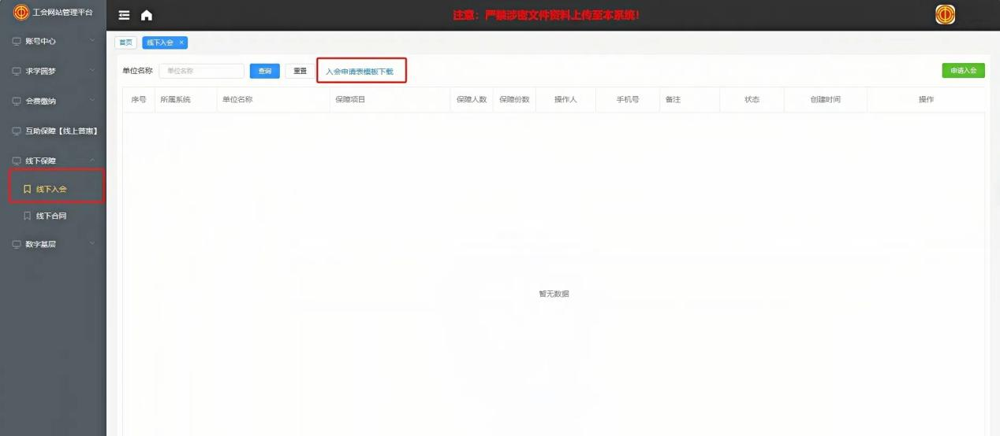 工会网站管理平台
注意：严禁涉密文件资料上传至本系统！
账号中心
求学圆梦
会费缴纳
互助保障【线上普惠】
线下保障
线下入会
线下合同
数字基层
首页 线下入会 ×
单位名称 单位名称 查询 重置 入会申请表模板下载 申请入会
序号 所属系统 单位名称 保障项目 保障人数 保障份数 操作人 手机号 备注 状态 创建时间 操作
暂无数据